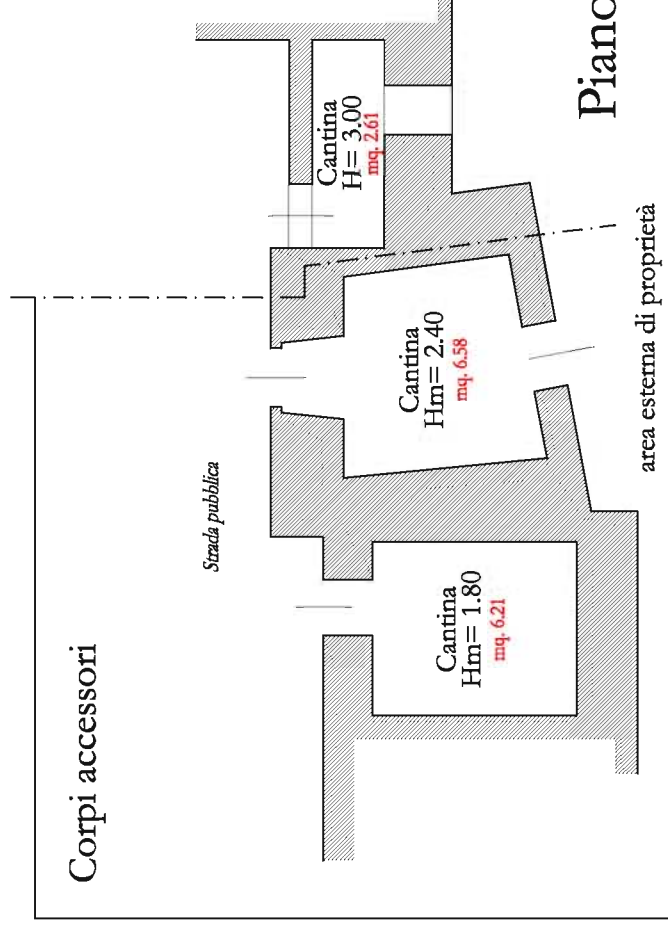 Corpi accessori
Strada pubblica
Cantina
Hm= 1.80
mq. 6.21
Cantina
Hm= 2.40
mq. 6.58
Cantina
H= 3.00
mq. 2.61
area esterna di proprietà
Piano